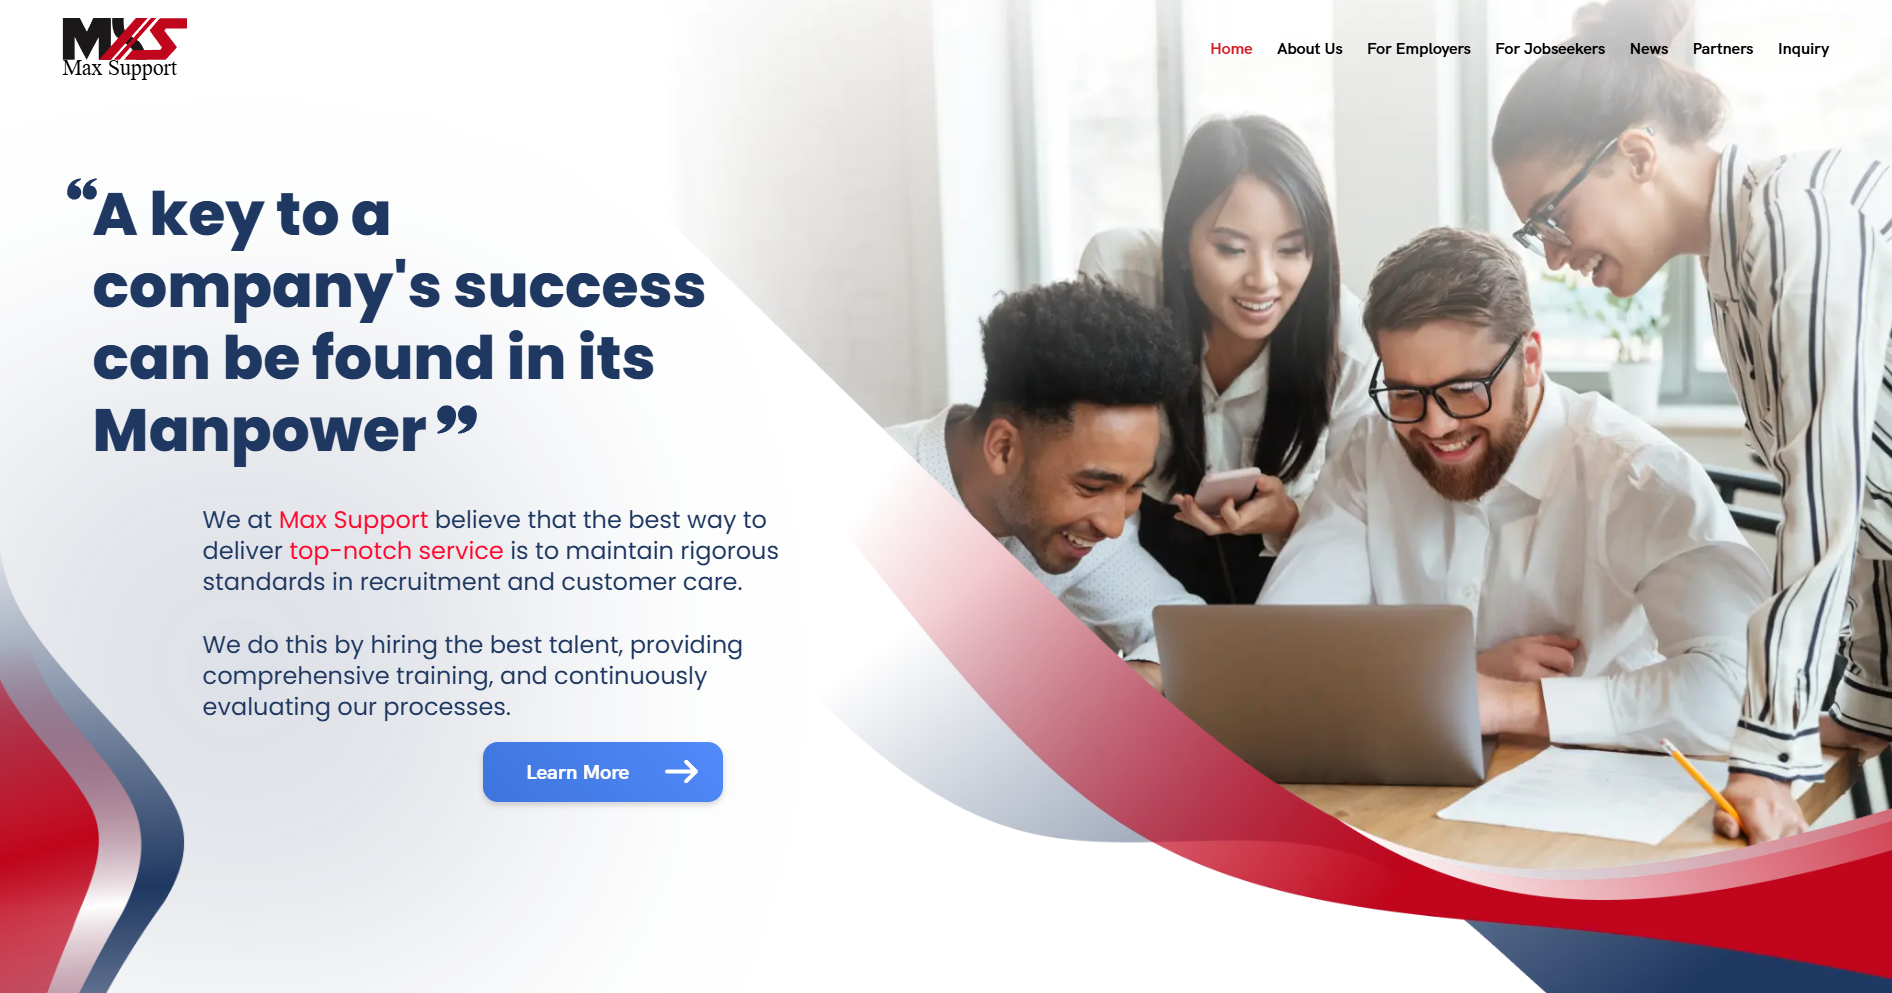 MXS
Max Support
Home About Us For Employers For Jobseekers News Partners Inquiry
“A key to a
company's success
can be found in its
Manpower”
We at Max Support believe that the best way to
deliver top-notch service is to maintain rigorous
standards in recruitment and customer care.
We do this by hiring the best talent, providing
comprehensive training, and continuously
evaluating our processes.
Learn More